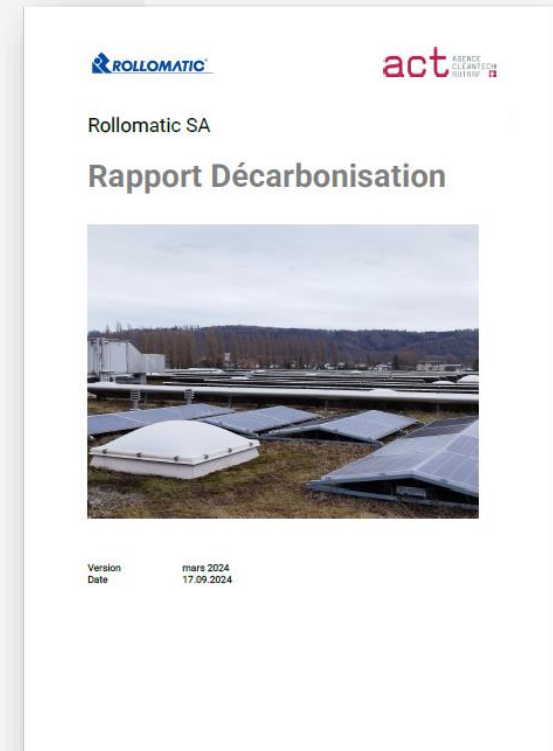 ROLLOMATIC
act AGENCE
CLEANTECH
SUISSE
Rollomatic SA
Rapport Décarbonisation
Version mars 2024
Date 17.09.2024